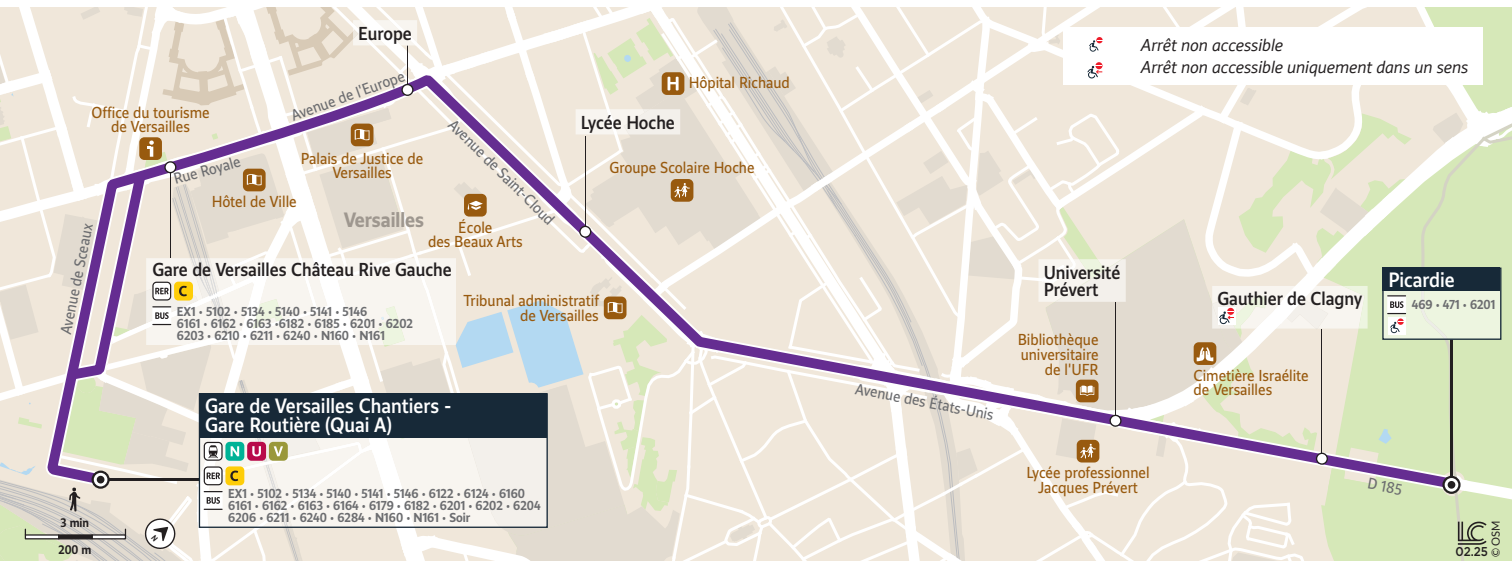 Europe
Arrêt non accessible
Arrêt non accessible uniquement dans un sens
Avenue de l'Europe
H Hôpital Richaud
Office du tourisme
de Versailles
i
Lycée Hoche
Avenue de Saint-Cloud
Palais de Justice de
Versailles
Rue Royale
Groupe Scolaire Hoche
Hôtel de Ville
Versailles
École
des Beaux Arts
Avenue de Sceaux
Gare de Versailles Château Rive Gauche
RER C
BUS EX1 • 5102 • 5134 • 5140 • 5141 • 5146
6161 • 6162 • 6163 •6182 • 6185 • 6201 • 6202
6203 • 6210 • 6211 • 6240 • N160 • N161
Tribunal administratif
de Versailles
Université
Prévert
Gauthier de Clagny
Picardie
BUS 469 • 471 • 6201
Bibliothèque
universitaire
de l'UFR
Cimetière Israélite
de Versailles
Avenue des États-Unis
Gare de Versailles Chantiers -
Gare Routière (Quai A)
N U V
RER C
BUS EX1 • 5102 • 5134 • 5140 • 5141 • 5146 • 6122 • 6124 • 6160
6161 • 6162 • 6163 • 6164 • 6179 • 6182 • 6201 • 6202 • 6204
6206 • 6211 • 6240 • 6284 • N160 • N161 • Soir
Lycée professionnel
Jacques Prévert
D 185
3 min
200 m
LC
02.25 © OSM